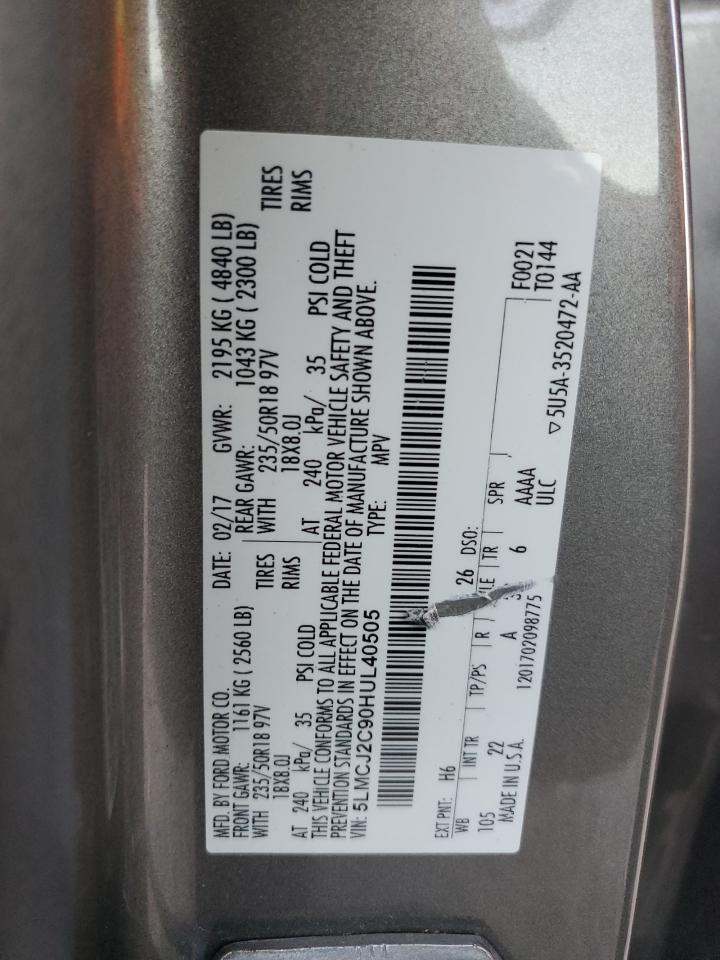 MFD. BY FORD MOTOR CO. DATE: 02/17 GVWR: 2195 KG ( 4840 LB)
FRONT GAWR: 1161 KG ( 2560 LB) REAR GAWR: 1043 KG ( 2300 LB)
WITH 235/50R18 97V TIRES WITH 235/50R18 97V TIRES
18X8.0J RIMS 18X8.0J RIMS
AT 240 kPa/ 35 PSI COLD AT 240 kPa/ 35 PSI COLD
THIS VEHICLE CONFORMS TO ALL APPLICABLE FEDERAL MOTOR VEHICLE SAFETY AND THEFT
PREVENTION STANDARDS IN EFFECT ON THE DATE OF MANUFACTURE SHOWN ABOVE.
VIN: 5LMCJ2C90HUL40505 TYPE: MPV
EXT PNT: H6 26 DSO: F0021
WB INT TR TP/PS R TR SPR T0144
105 22 A 6 AAAA
MADE IN U.S.A. 1201702098775 ULC ▽5U5A-3520472-AA